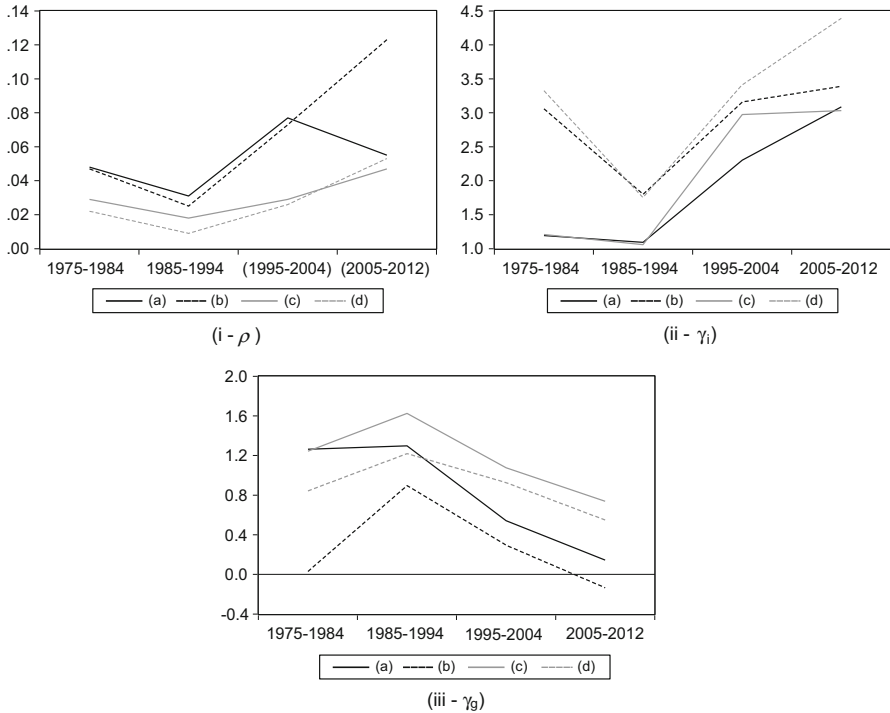 .14
.12
.10
.08
.06
.04
.02
.00
1975-1984 1985-1994 (1995-2004) (2005-2012)
(a) (b) (c) (d)
(i - ρ )
4.5
4.0
3.5
3.0
2.5
2.0
1.5
1.0
1975-1984 1985-1994 1995-2004 2005-2012
(a) (b) (c) (d)
(ii - γi)
2.0
1.6
1.2
0.8
0.4
0.0
-0.4
1975-1984 1985-1994 1995-2004 2005-2012
(a) (b) (c) (d)
(iii - γg)